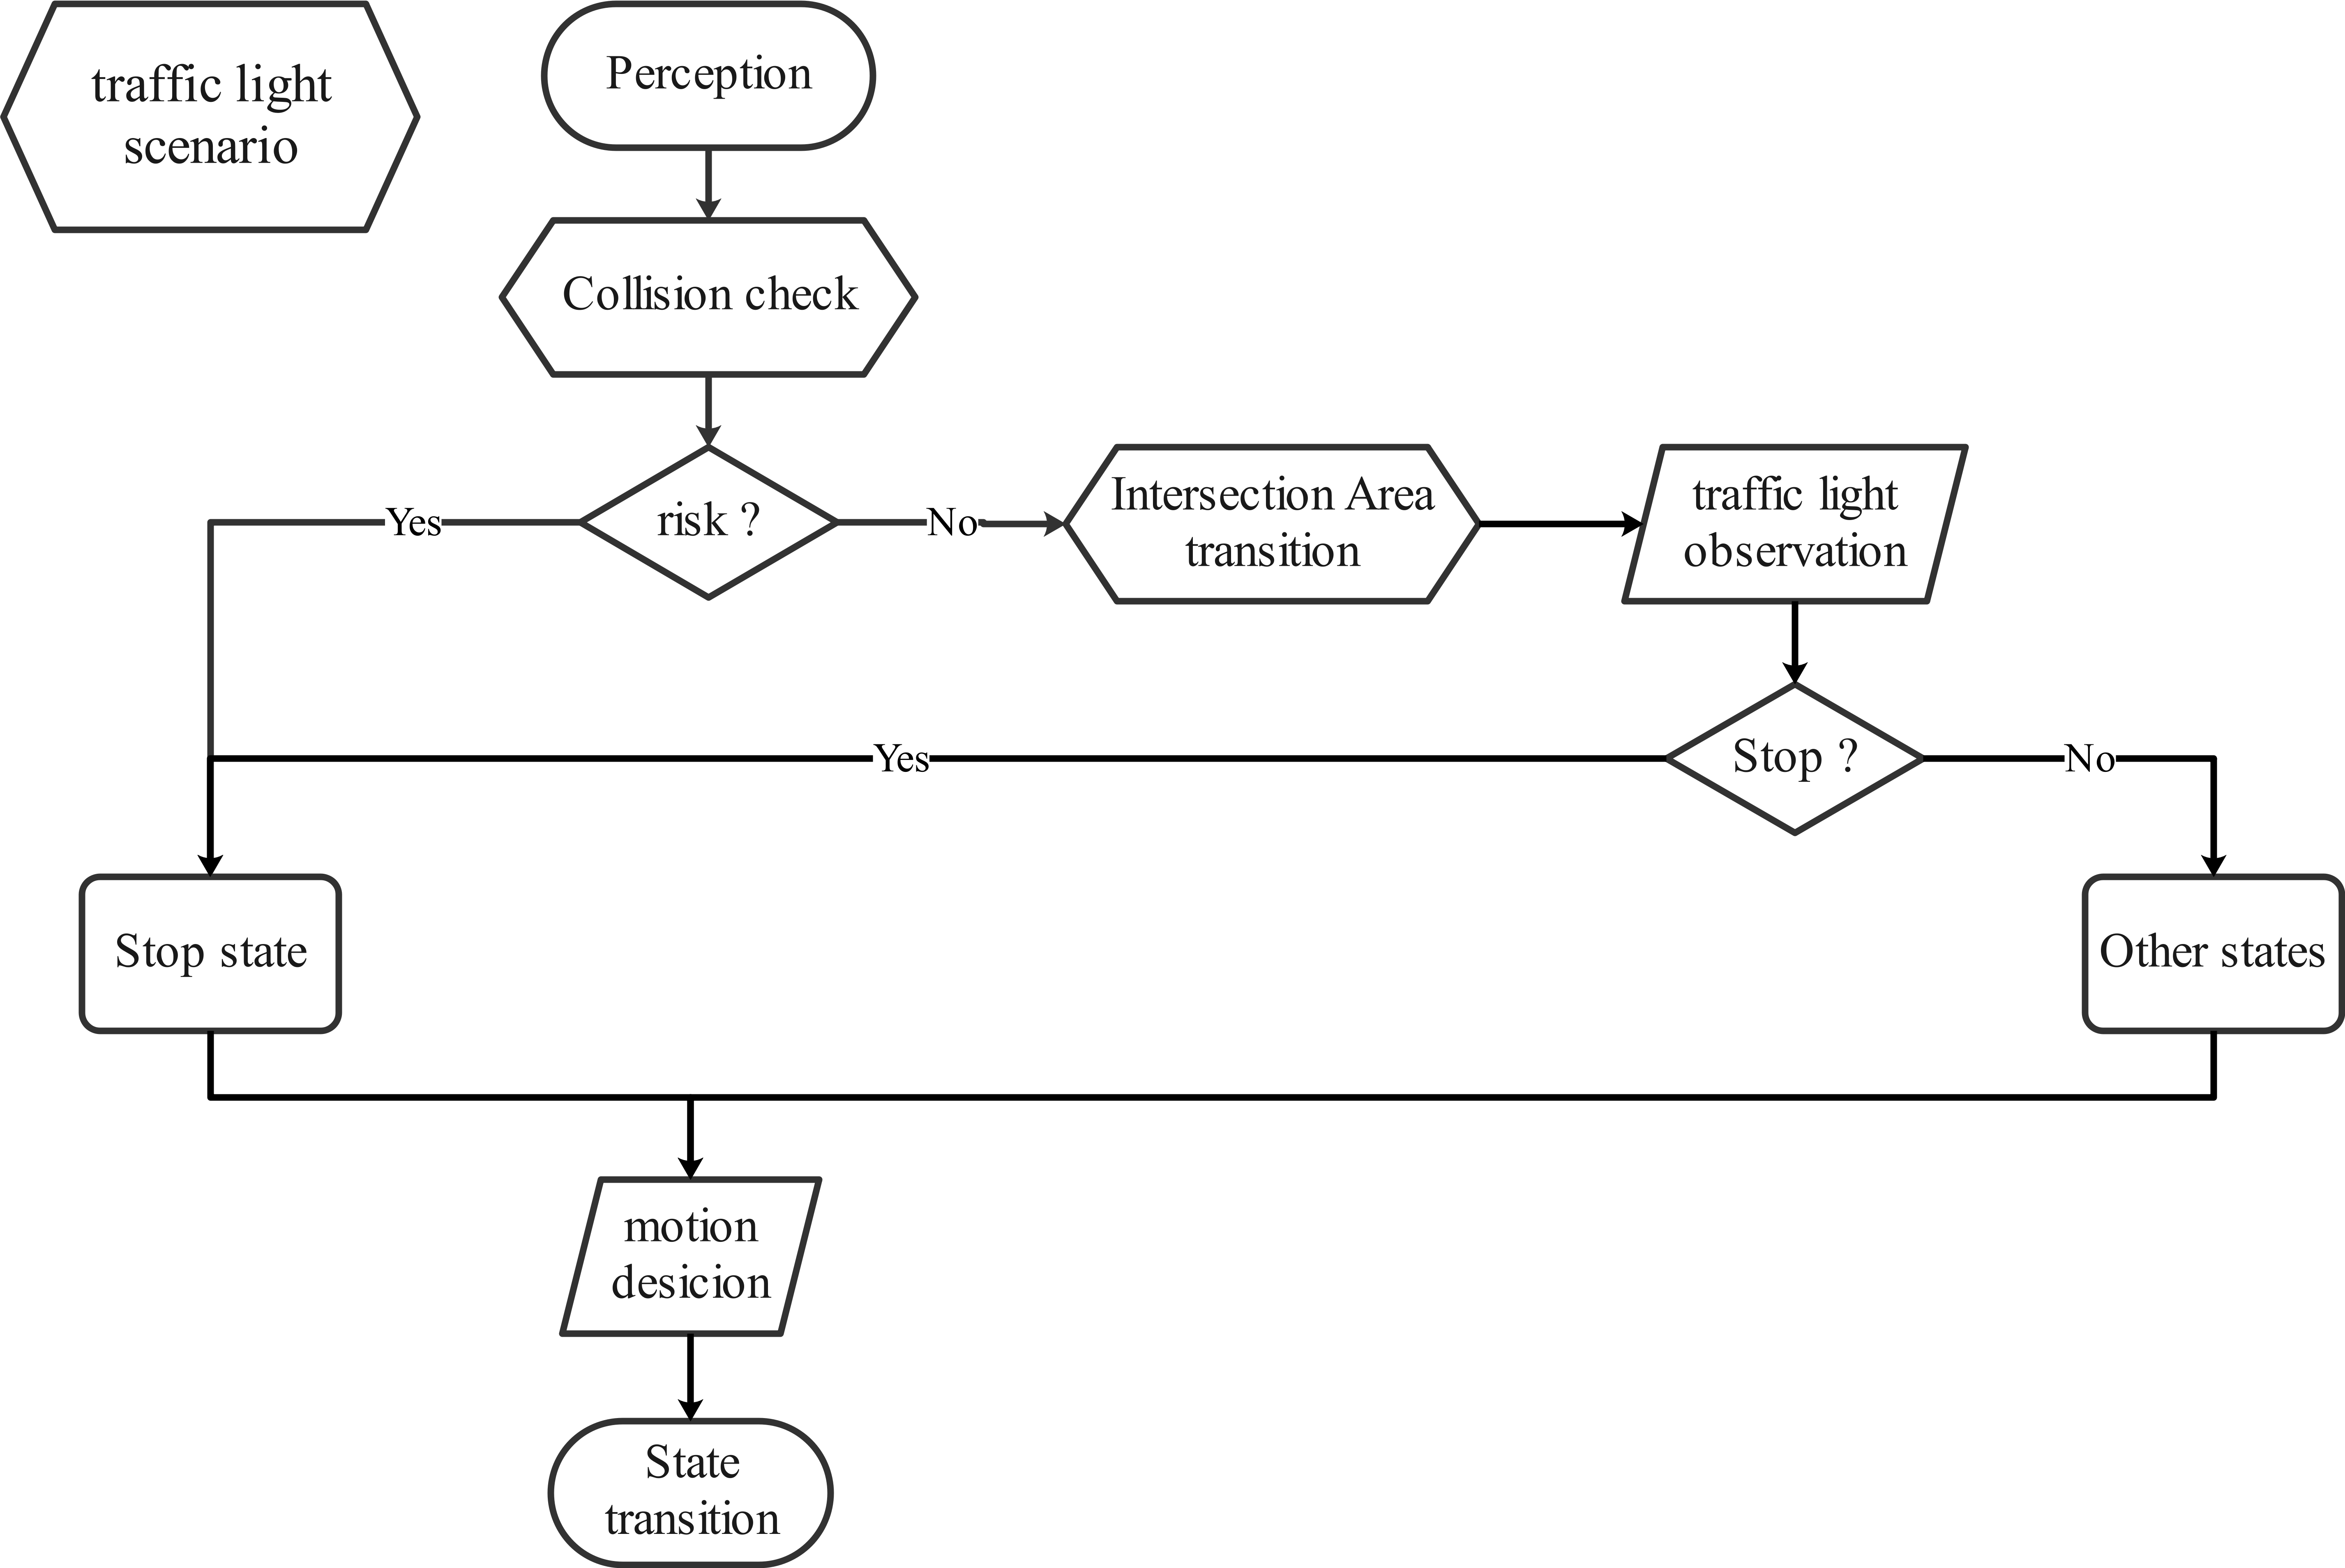 traffic light
scenario
Perception
Collision check
risk ?
Yes
No
Intersection Area
transition
traffic light
observation
Stop ?
Yes
No
Stop state
Other states
motion
desicion
State
transition